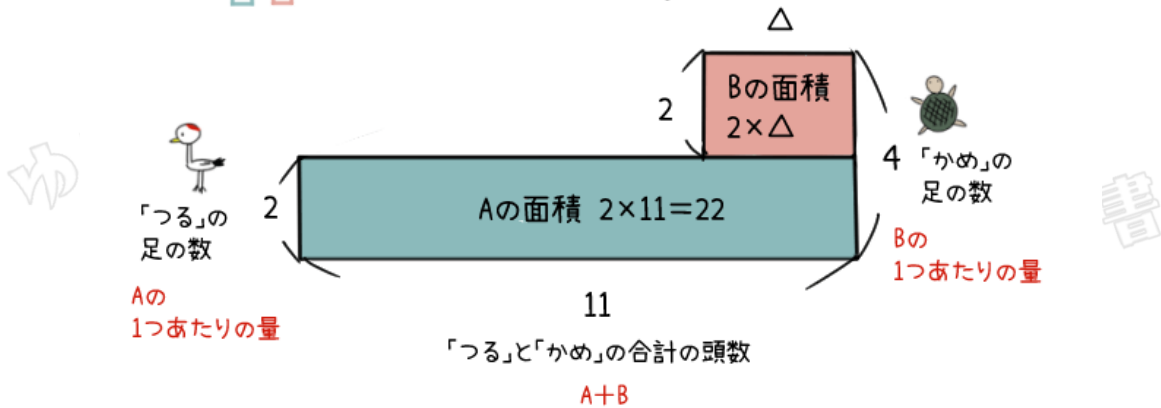 △
Bの面積
2×△
2
4
「かめ」の
足の数
Bの
1つあたりの量
Aの面積 2×11=22
2
「つる」の
足の数
Aの
1つあたりの量
11
「つる」と「かめ」の合計の頭数
A+B
ゆ
書